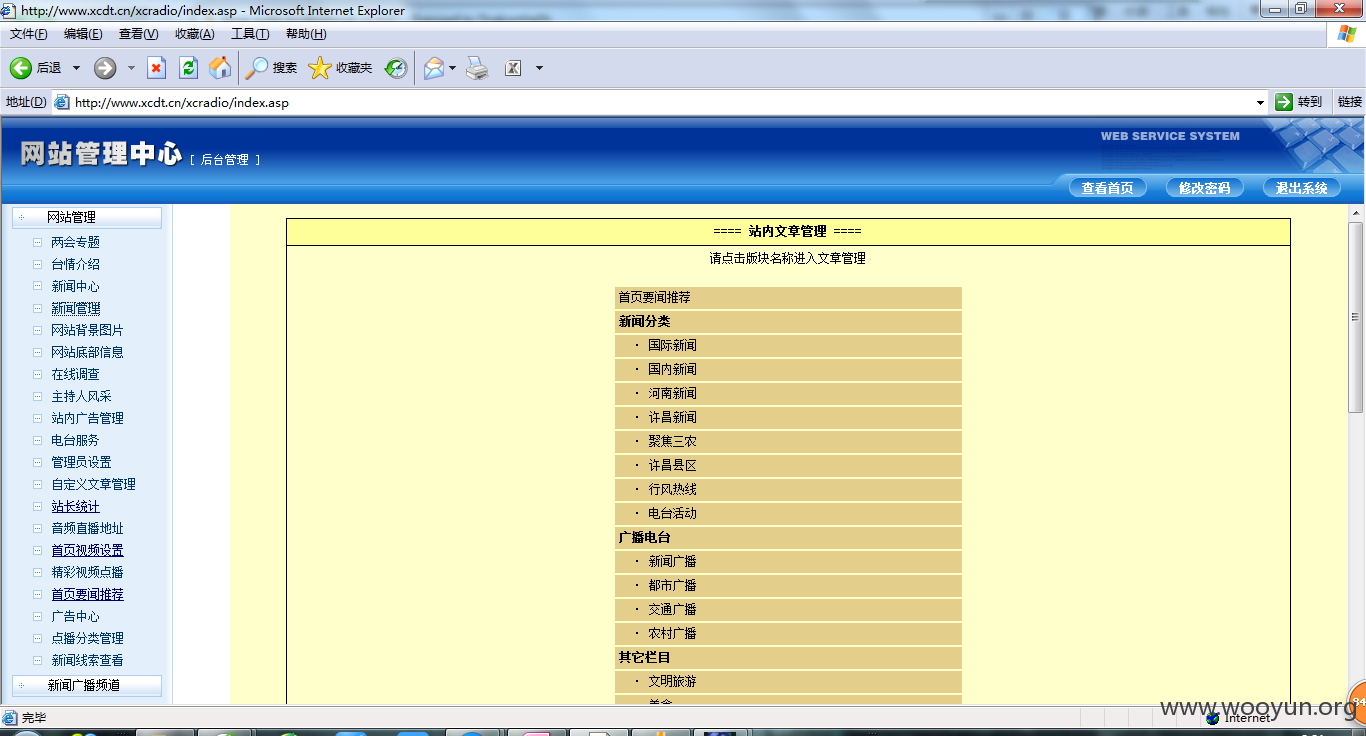 http://www.xcdt.cn/xcradio/index.asp - Microsoft Internet Explorer
文件(F) 编辑(E) 查看(V) 收藏(A) 工具(T) 帮助(H)
后退 搜索 收藏夹
地址(D) http://www.xcdt.cn/xcradio/index.asp 转到 链接
WEB SERVICE SYSTEM
网站管理中心 [ 后台管理 ]
查看首页 修改密码 退出系统
网站管理
两会专题
台情介绍
新闻中心
新闻管理
网站背景图片
网站底部信息
在线调查
主持人风采
站内广告管理
电台服务
管理员设置
自定义文章管理
站长统计
音频直播地址
首页视频设置
精彩视频点播
首页要闻推荐
广告中心
点播分类管理
新闻线索查看
新闻广播频道
==== 站内文章管理 ====
请点击版块名称进入文章管理
首页要闻推荐
新闻分类
· 国际新闻
· 国内新闻
· 河南新闻
· 许昌新闻
· 聚焦三农
· 许昌县区
· 行风热线
· 电台活动
广播电台
· 新闻广播
· 都市广播
· 交通广播
· 农村广播
其它栏目
· 文明旅游
84
www.wooyun.org
完毕
Internet